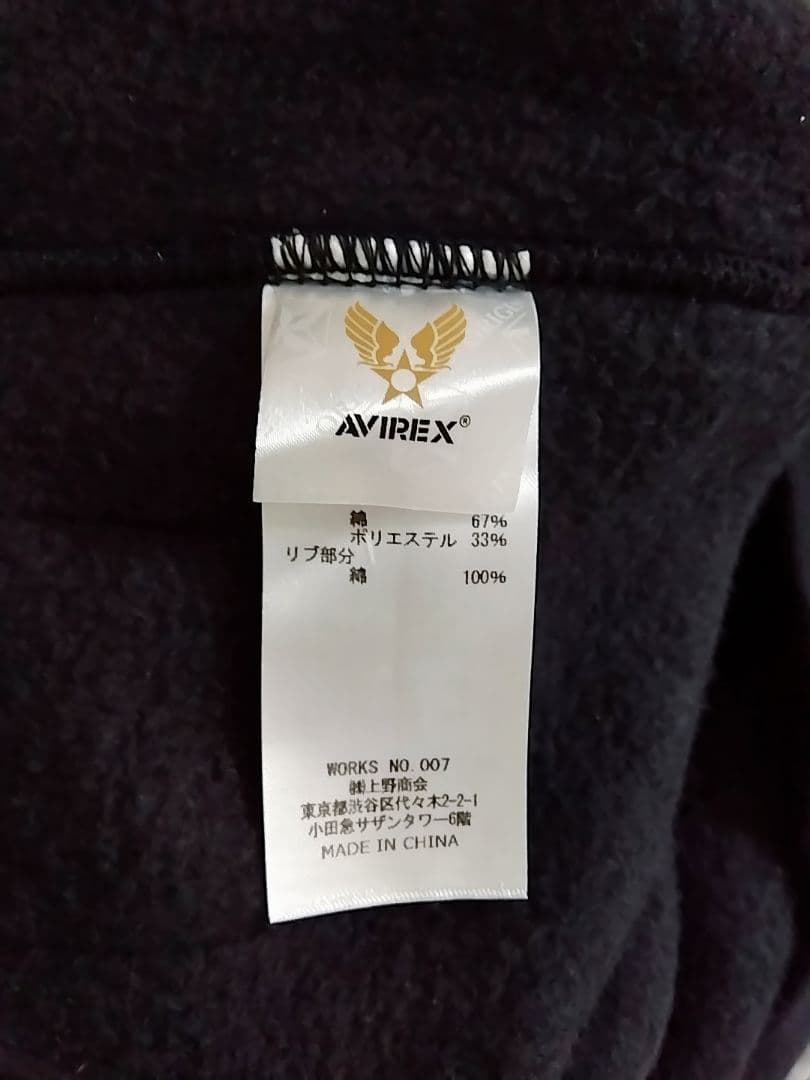 AVIREX®
綿 67%
ポリエステル 33%
リブ部分
綿 100%
WORKS NO. 007
㈱上野商会
東京都渋谷区代々木2-2-1
小田急サザンタワー6階
MADE IN CHINA